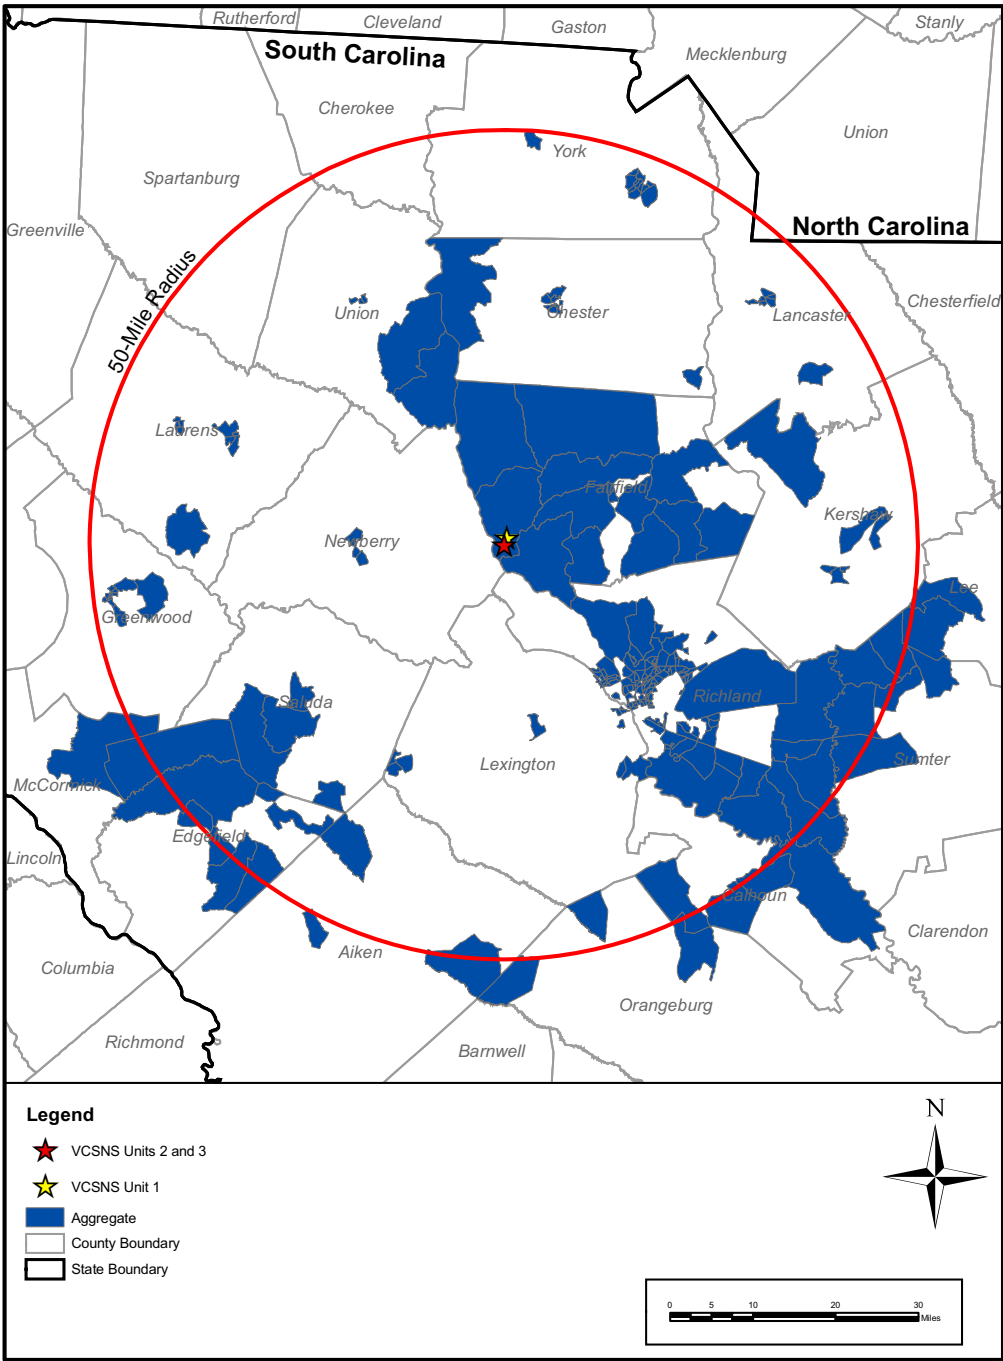 Rutherford
Cleveland
Gaston
Stanly
South Carolina
Mecklenburg
Cherokee
Union
York
Spartanburg
North Carolina
Greenville
50-Mile Radius
Union
Chester
Lancaster
Chesterfield
Laurens
Fairfield
Kershaw
Newberry
Lee
Greenwood
Saluda
Richland
Lexington
Sumter
McCormick
Edgefield
Lincoln
Calhoun
Clarendon
Aiken
Columbia
Orangeburg
Richmond
Barnwell
Legend
VCSNS Units 2 and 3
VCSNS Unit 1
Aggregate
County Boundary
State Boundary
N
0 5 10 20 30
Miles